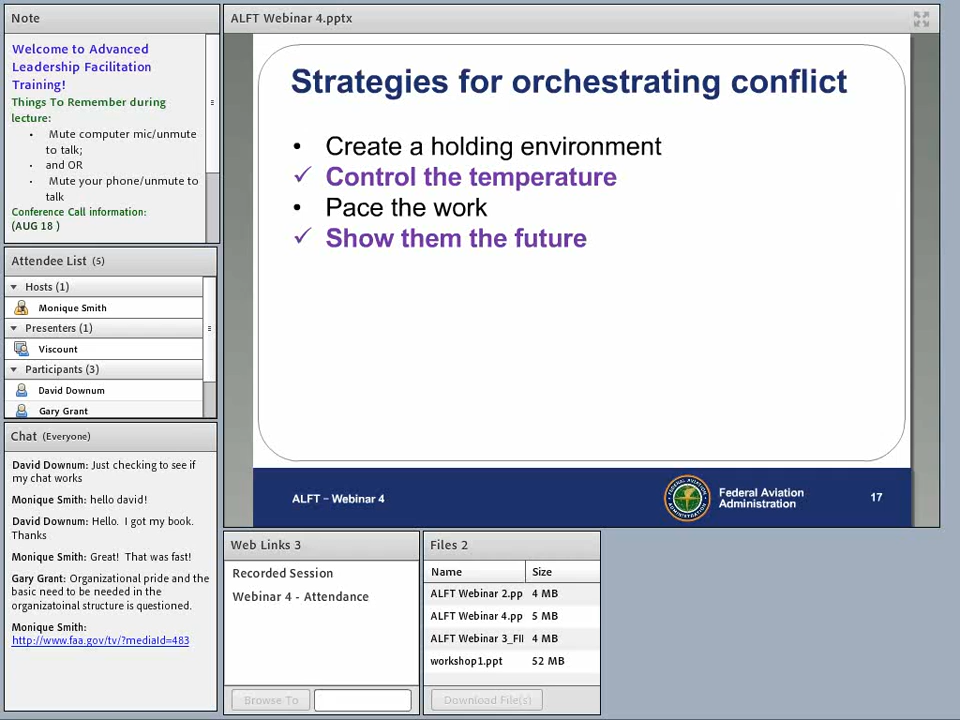 Note
Welcome to Advanced
Leadership Facilitation
Training!
Things To Remember during
lecture:
• Mute computer mic/unmute
to talk;
• and OR
• Mute your phone/unmute to
talk
Conference Call information:
(AUG 18 )
Attendee List (5)
Hosts (1)
Monique Smith
Presenters (1)
Viscount
Participants (3)
David Downum
Gary Grant
Chat (Everyone)
David Downum: Just checking to see if
my chat works
Monique Smith: hello david!
David Downum: Hello. I got my book.
Thanks
Monique Smith: Great! That was fast!
Gary Grant: Organizational pride and the
basic need to be needed in the
organizatoinal structure is questioned.
Monique Smith:
http://www.faa.gov/tv/?mediaId=483
ALFT Webinar 4.pptx
Strategies for orchestrating conflict
• Create a holding environment
✓ Control the temperature
• Pace the work
✓ Show them the future
ALFT – Webinar 4
Federal Aviation
Administration
17
Web Links 3
Recorded Session
Webinar 4 - Attendance
Browse To
Files 2
Name Size
ALFT Webinar 2.pp 4 MB
ALFT Webinar 4.pp 5 MB
ALFT Webinar 3_FII 4 MB
workshop1.ppt 52 MB
Download File(s)